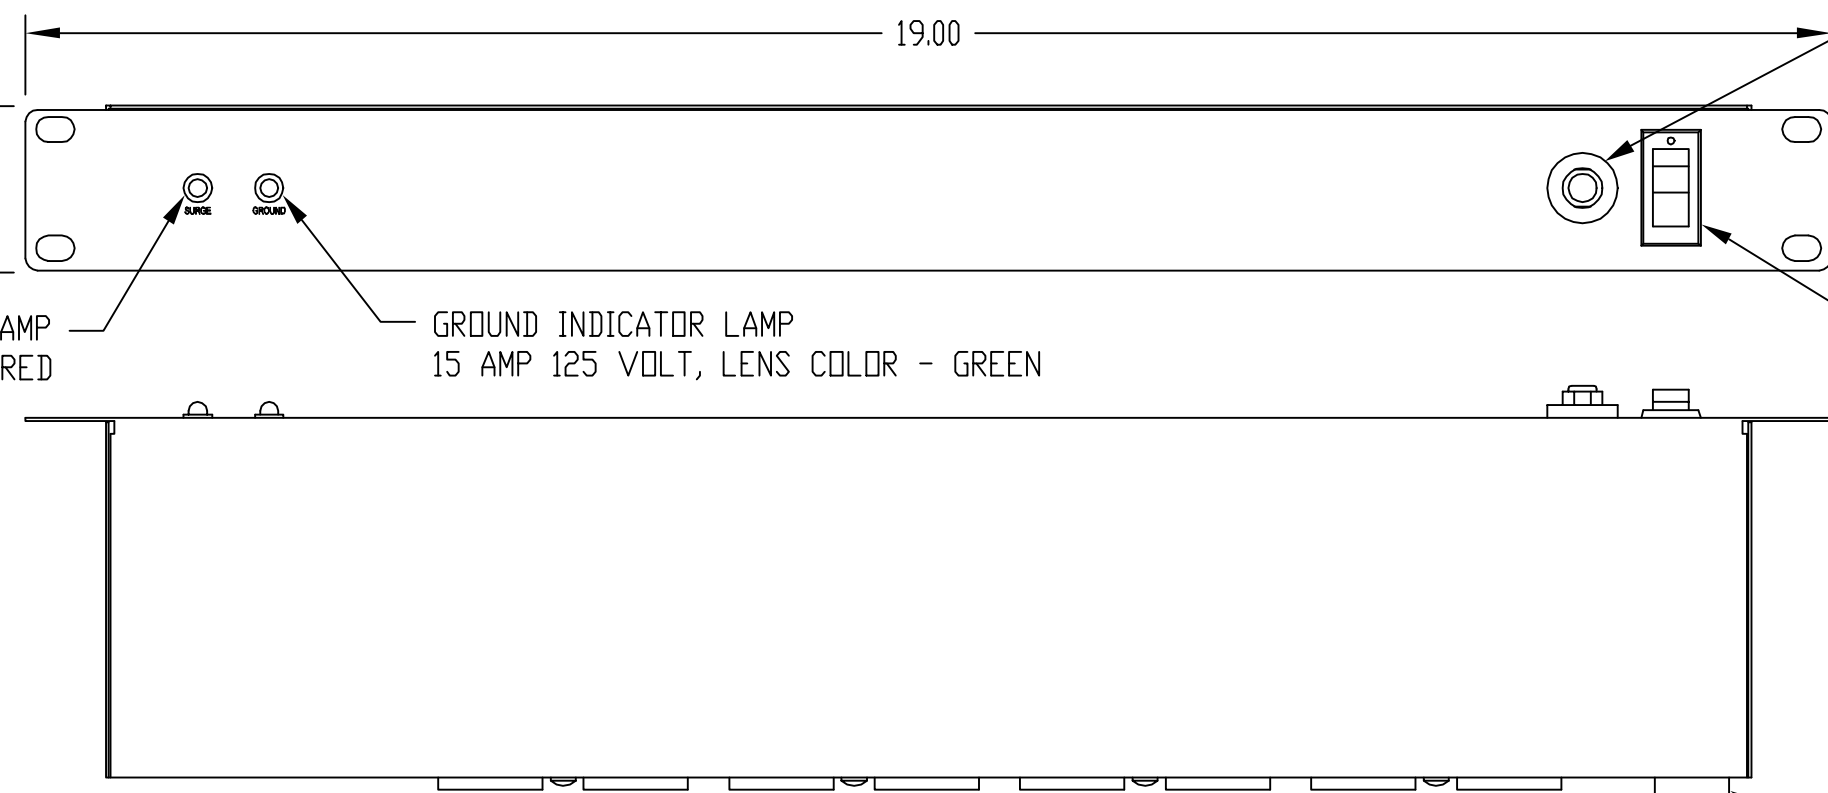 19.00
SURGE
GROUND
AMP
RED
GROUND INDICATOR LAMP
15 AMP 125 VOLT, LENS COLOR - GREEN